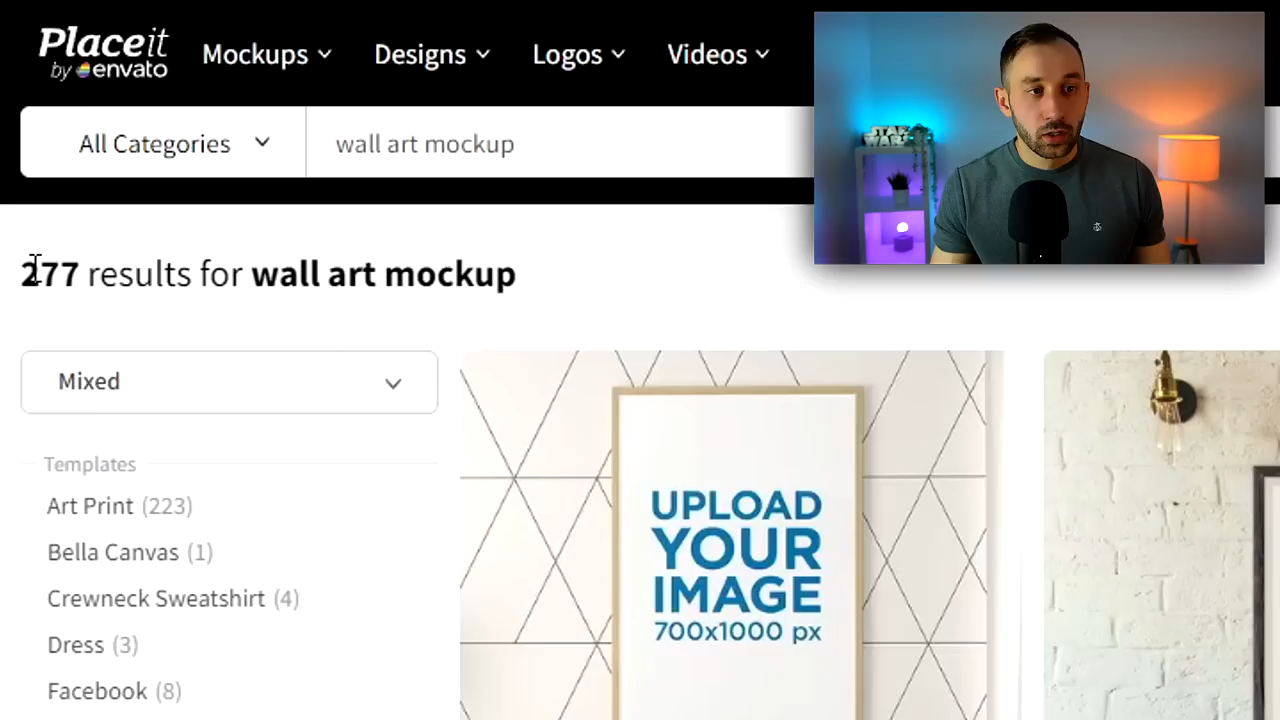 Placeit
by envato
Mockups
Designs
Logos
Videos
All Categories
wall art mockup
STAR WARS
277 results for wall art mockup
Mixed
Templates
Art Print (223)
Bella Canvas (1)
Crewneck Sweatshirt (4)
Dress (3)
Facebook (8)
UPLOAD
YOUR
IMAGE
700x1000 px